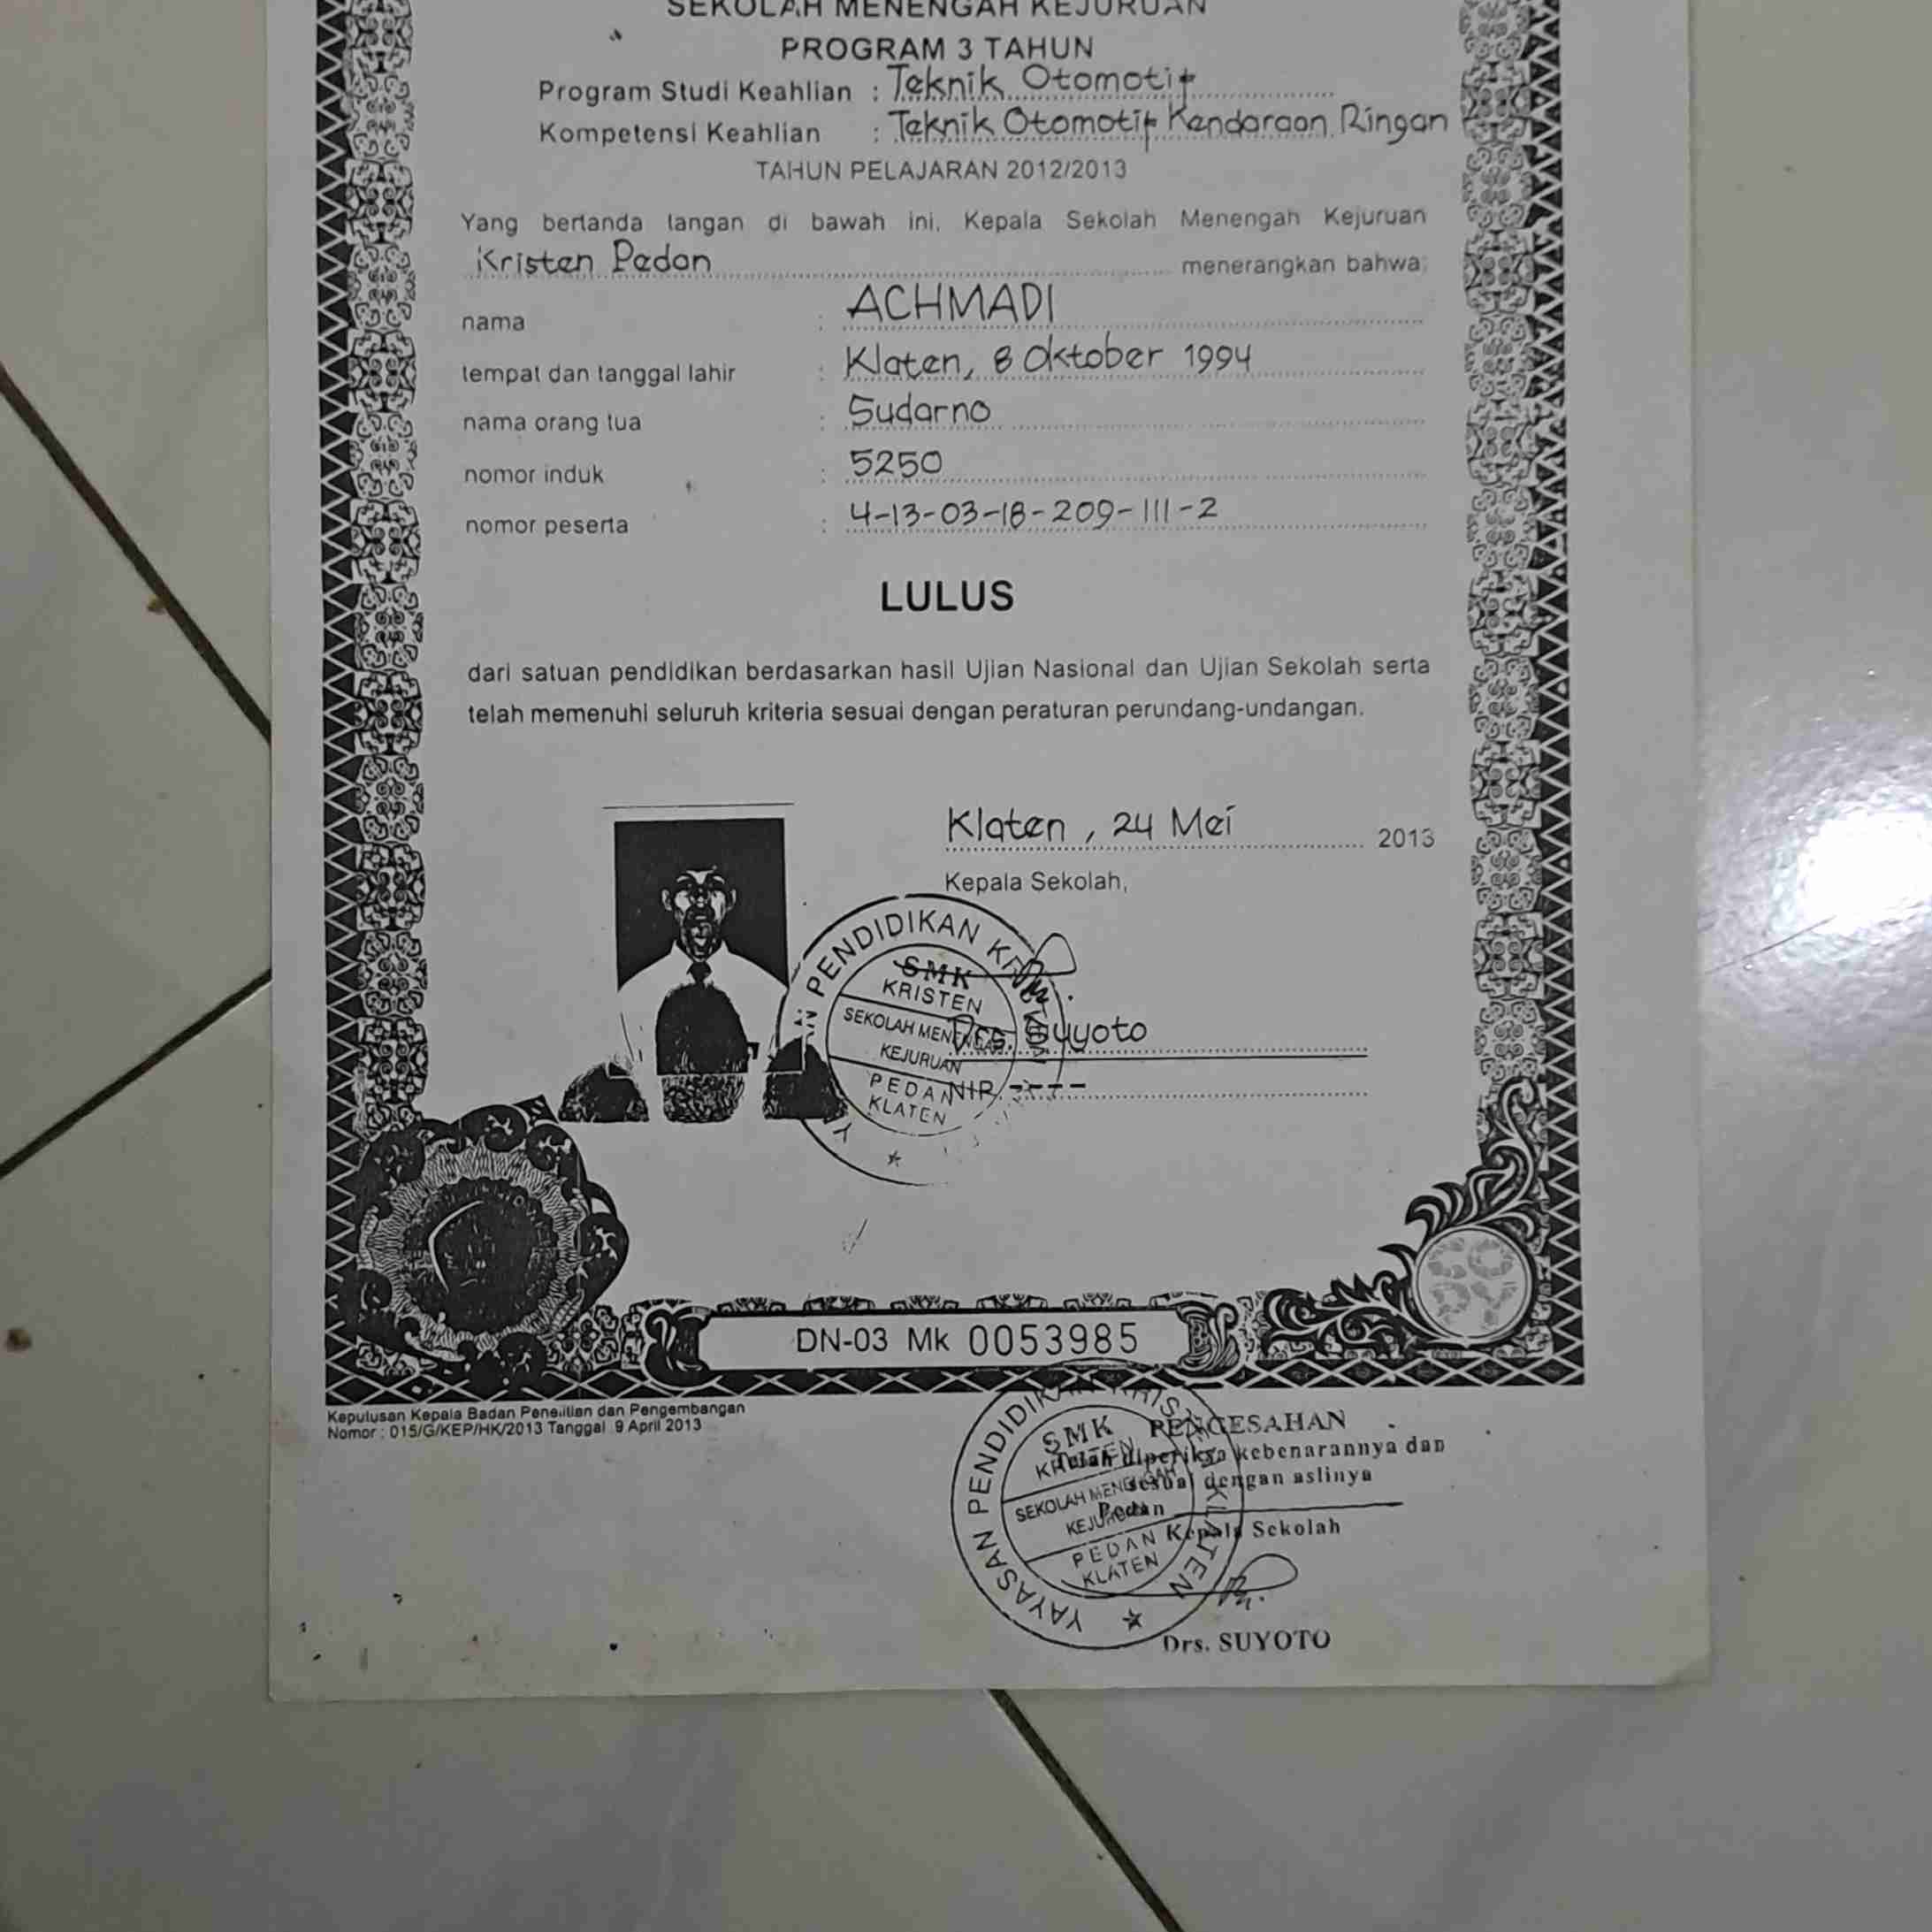 SEKOLAH MENENGAH KEJURUAN
PROGRAM 3 TAHUN
Program Studi Keahlian : Teknik Otomotif
Kompetensi Keahlian : Teknik Otomotif Kendaraan Ringan
TAHUN PELAJARAN 2012/2013
Yang bertanda tangan di bawah ini, Kepala Sekolah Menengah Kejuruan
Kristen Pedan menerangkan bahwa:
nama : ACHMADI
tempat dan tanggal lahir : Klaten, 8 Oktober 1994
nama orang tua : Sudarno
nomor induk : 5250
nomor peserta : 4-13-03-18-209-111-2
LULUS
dari satuan pendidikan berdasarkan hasil Ujian Nasional dan Ujian Sekolah serta
telah memenuhi seluruh kriteria sesuai dengan peraturan perundang-undangan.
Klaten, 24 Mei 2013
Kepala Sekolah,
PENDIDIKAN
SMK
KRISTEN
SEKOLAH MENENGAH
KEJURUAN
PEDAN
KLATEN
Drs. Suyoto
NIP. ----
DN-03 Mk 0053985
Keputusan Kepala Badan Penelitian dan Pengembangan
Nomor : 015/G/KEP/HK/2013 Tanggal 9 April 2013
YAYASAN PENDIDIKAN KRISTEN KLATEN
SMK
KRISTEN
SEKOLAH MENENGAH
KEJURUAN
PEDAN
KLATEN
PENGESAHAN
Telah diperiksa kebenarannya dan
sesuai dengan aslinya
Pedan
Kepala Sekolah
Drs. SUYOTO